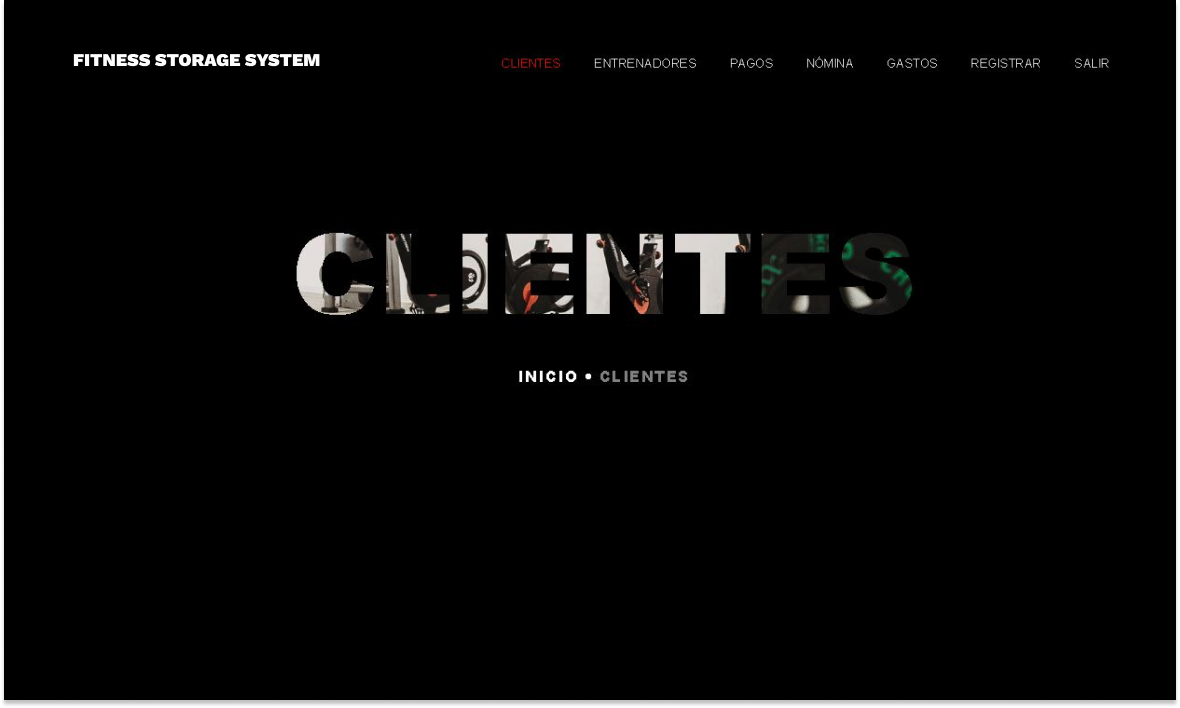 FITNESS STORAGE SYSTEM
CLIENTES ENTRENADORES PAGOS NÓMINA GASTOS REGISTRAR SALIR
CLIENTES
INICIO • CLIENTES